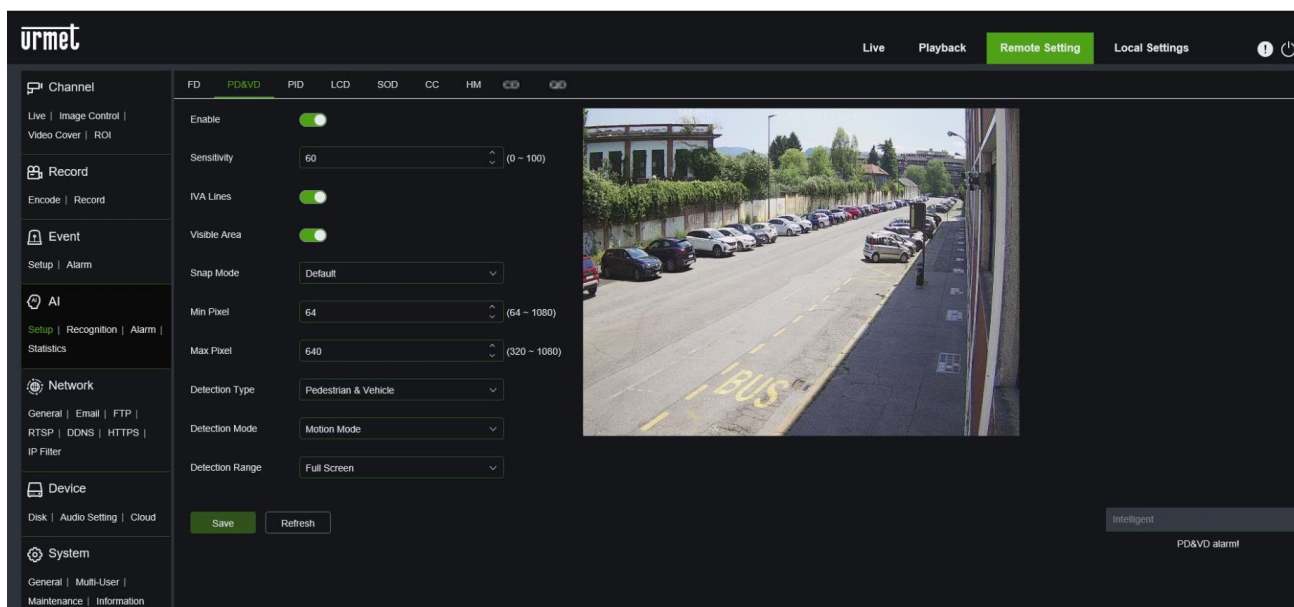 urmet
Live Playback Remote Setting Local Settings
Channel
Live | Image Control |
Video Cover | ROI
Record
Encode | Record
Event
Setup | Alarm
AI
Setup | Recognition | Alarm |
Statistics
Network
General | Email | FTP |
RTSP | DDNS | HTTPS |
IP Filter
Device
Disk | Audio Setting | Cloud
System
General | Multi-User |
Maintenance | Information
FD PD&VD PID LCD SOD CC HM
Enable
Sensitivity 60 (0 ~ 100)
IVA Lines
Visible Area
Snap Mode Default
Min Pixel 64 (64 ~ 1080)
Max Pixel 640 (320 ~ 1080)
Detection Type Pedestrian & Vehicle
Detection Mode Motion Mode
Detection Range Full Screen
Save Refresh
BUS
Intelligent
PD&VD alarm!